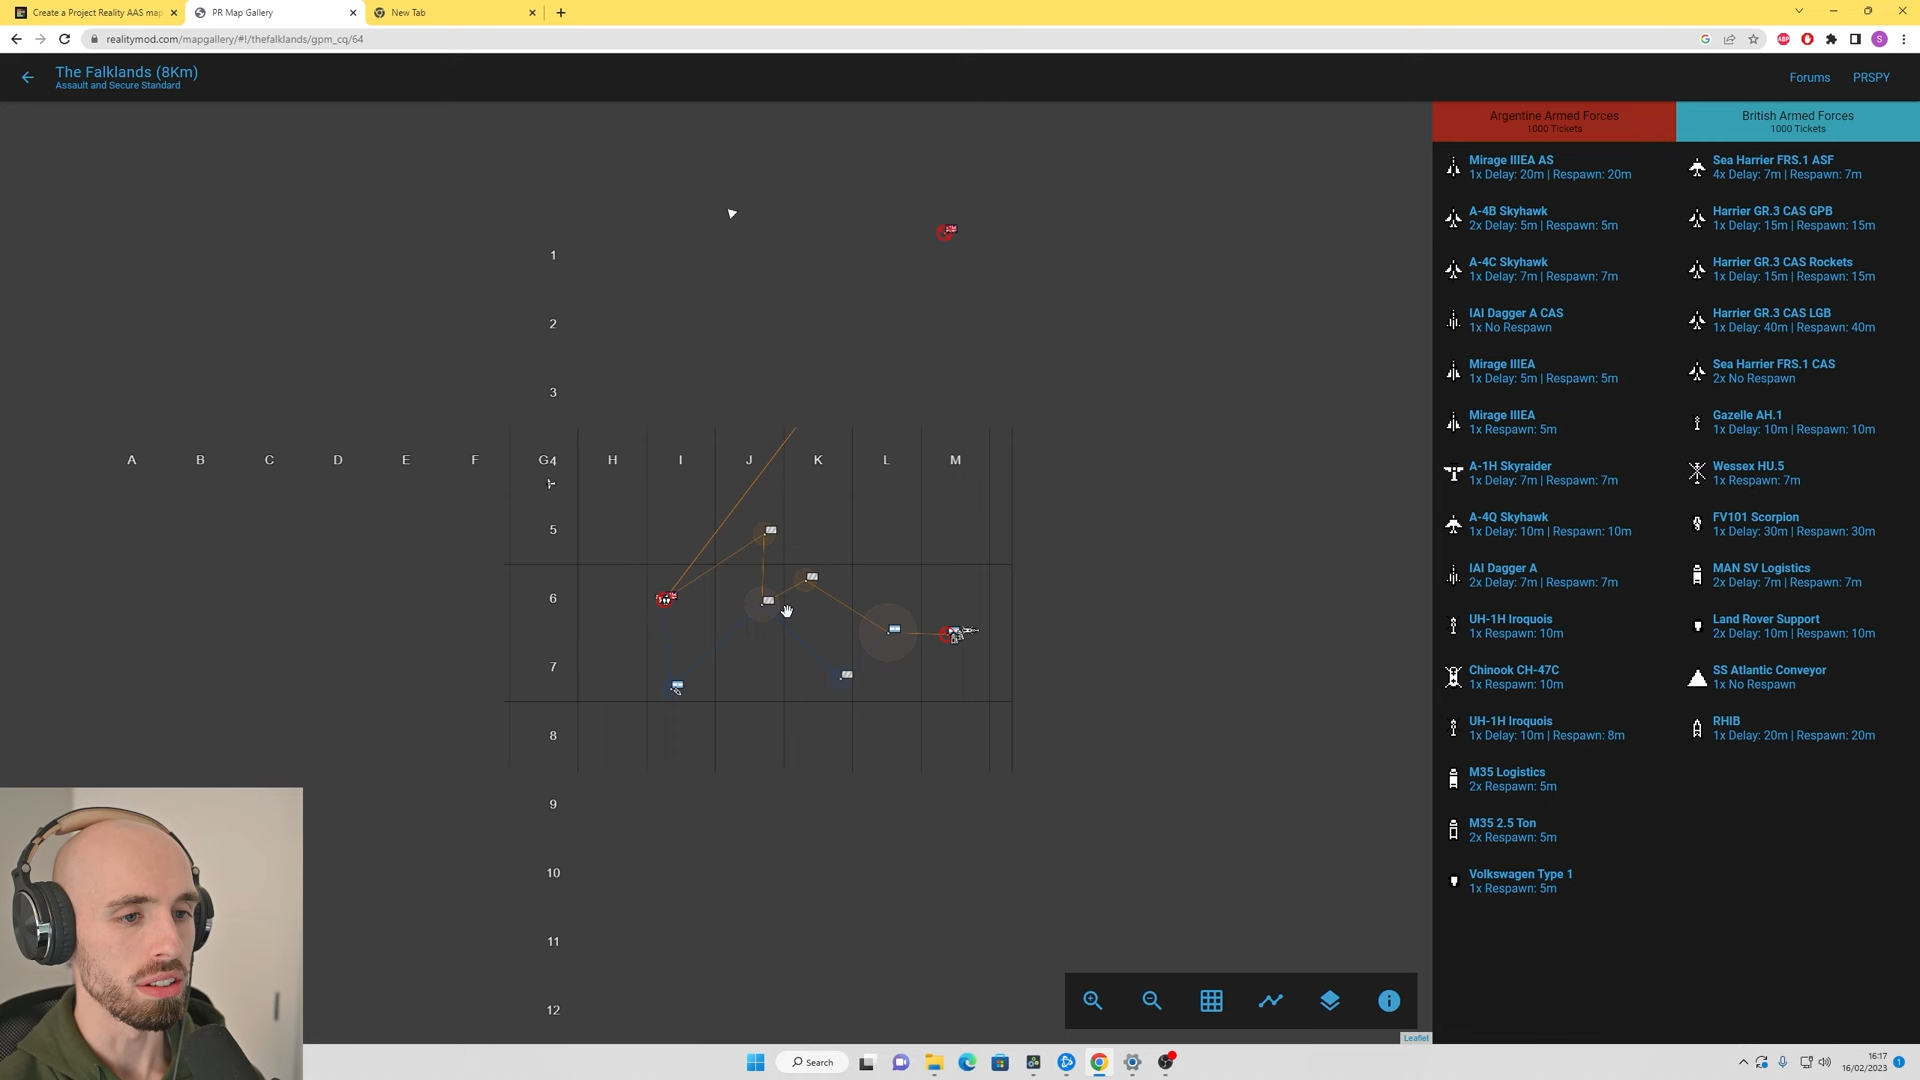 Create a Project Reality AAS map
PR Map Gallery
New Tab
realitymod.com/mapgallery/#!/thefalklands/gpm_cq/64
ABP
S
The Falklands (8Km)
Assault and Secure Standard
Forums
PRSPY
Argentine Armed Forces
1000 Tickets
British Armed Forces
1000 Tickets
Mirage IIIEA AS
1x Delay: 20m | Respawn: 20m
A-4B Skyhawk
2x Delay: 5m | Respawn: 5m
A-4C Skyhawk
1x Delay: 7m | Respawn: 7m
IAI Dagger A CAS
1x No Respawn
Mirage IIIEA
1x Delay: 5m | Respawn: 5m
Mirage IIIEA
1x Respawn: 5m
A-1H Skyraider
1x Delay: 7m | Respawn: 7m
A-4Q Skyhawk
1x Delay: 10m | Respawn: 10m
IAI Dagger A
2x Delay: 7m | Respawn: 7m
UH-1H Iroquois
1x Respawn: 10m
Chinook CH-47C
1x Respawn: 10m
UH-1H Iroquois
1x Delay: 10m | Respawn: 8m
M35 Logistics
2x Respawn: 5m
M35 2.5 Ton
2x Respawn: 5m
Volkswagen Type 1
1x Respawn: 5m
Sea Harrier FRS.1 ASF
4x Delay: 7m | Respawn: 7m
Harrier GR.3 CAS GPB
1x Delay: 15m | Respawn: 15m
Harrier GR.3 CAS Rockets
1x Delay: 15m | Respawn: 15m
Harrier GR.3 CAS LGB
1x Delay: 40m | Respawn: 40m
Sea Harrier FRS.1 CAS
2x No Respawn
Gazelle AH.1
1x Delay: 10m | Respawn: 10m
Wessex HU.5
1x Respawn: 7m
FV101 Scorpion
1x Delay: 30m | Respawn: 30m
MAN SV Logistics
2x Delay: 7m | Respawn: 7m
Land Rover Support
2x Delay: 10m | Respawn: 10m
SS Atlantic Conveyor
1x No Respawn
RHIB
1x Delay: 20m | Respawn: 20m
1
2
3
A B C D E F G4 H I J K L M
5
6
7
8
9
10
11
12
Leaflet
Search
16:17
16/02/2023
1